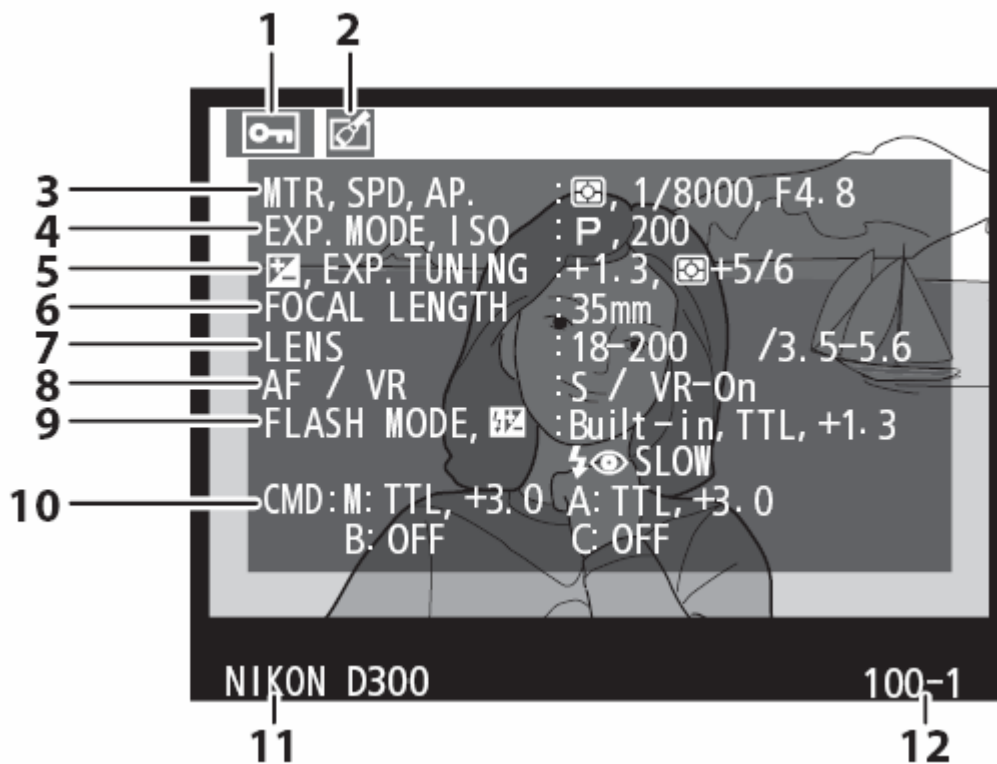 1 2
3 MTR, SPD, AP. : , 1/8000, F4.8
4 EXP. MODE, ISO : P, 200
5 , EXP. TUNING : +1.3, +5/6
6 FOCAL LENGTH : 35mm
7 LENS : 18-200 /3.5-5.6
8 AF / VR : S / VR-On
9 FLASH MODE, : Built-in, TTL, +1.3
SLOW
10 CMD: M: TTL, +3.0 A: TTL, +3.0
B: OFF C: OFF
NIKON D300 100-1
11 12